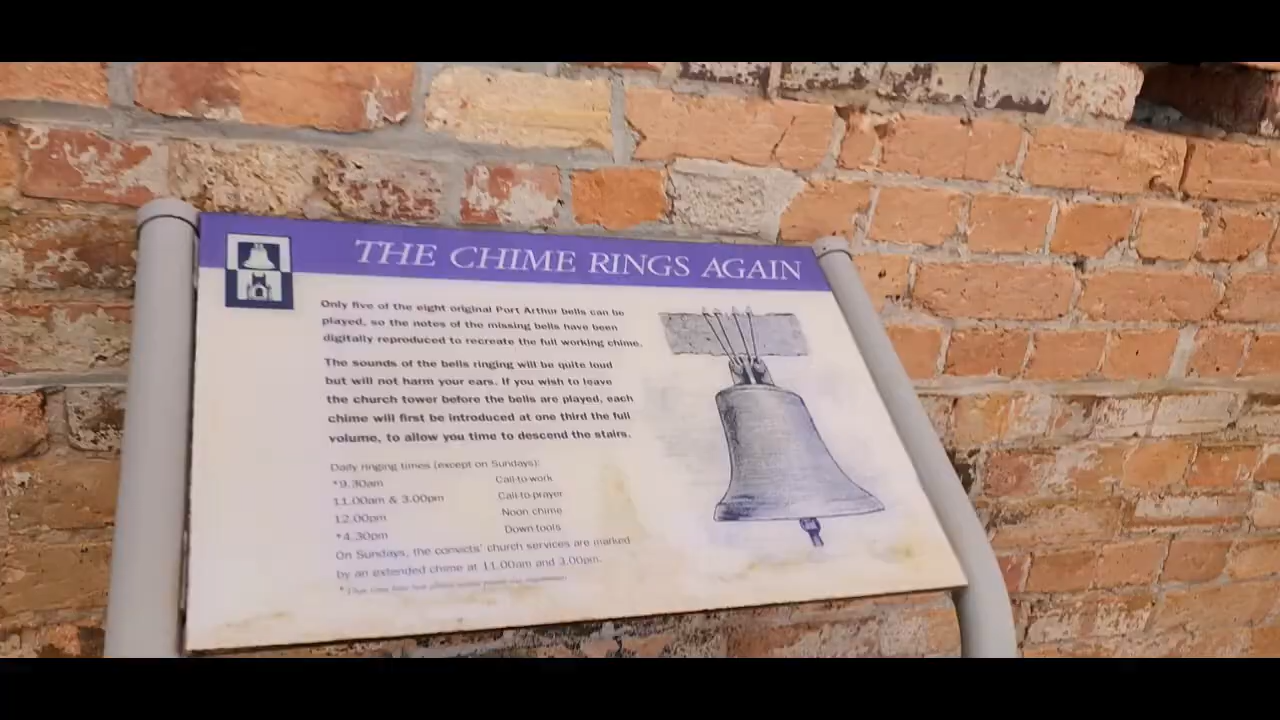 THE CHIME RINGS AGAIN
Only five of the eight original Port Arthur bells can be
played, so the notes of the missing bells have been
digitally reproduced to recreate the full working chime.
The sounds of the bells ringing will be quite loud
but will not harm your ears. If you wish to leave
the church tower before the bells are played, each
chime will first be introduced at one third the full
volume, to allow you time to descend the stairs.
Daily ringing times (except on Sundays):
*9.30am Call-to-work
11.00am & 3.00pm Call-to-prayer
12.00pm Noon chime
*4.30pm Down tools
On Sundays, the convicts' church services are marked
by an extended chime at 11.00am and 3.00pm.